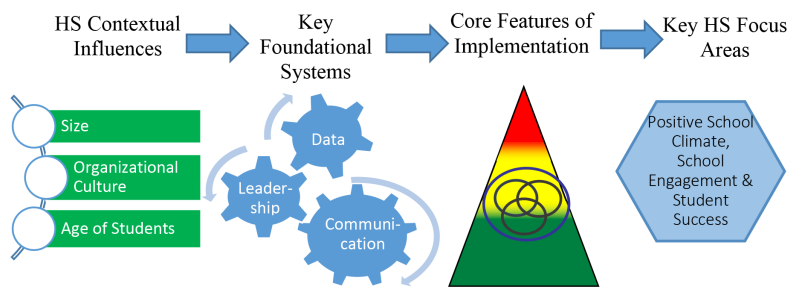 HS Contextual
Influences
Key
Foundational
Systems
Core Features of
Implementation
Key HS Focus
Areas
Size
Organizational
Culture
Age of Students
Data
Leader-
ship
Communi-
cation
Positive School
Climate,
School
Engagement &
Student
Success